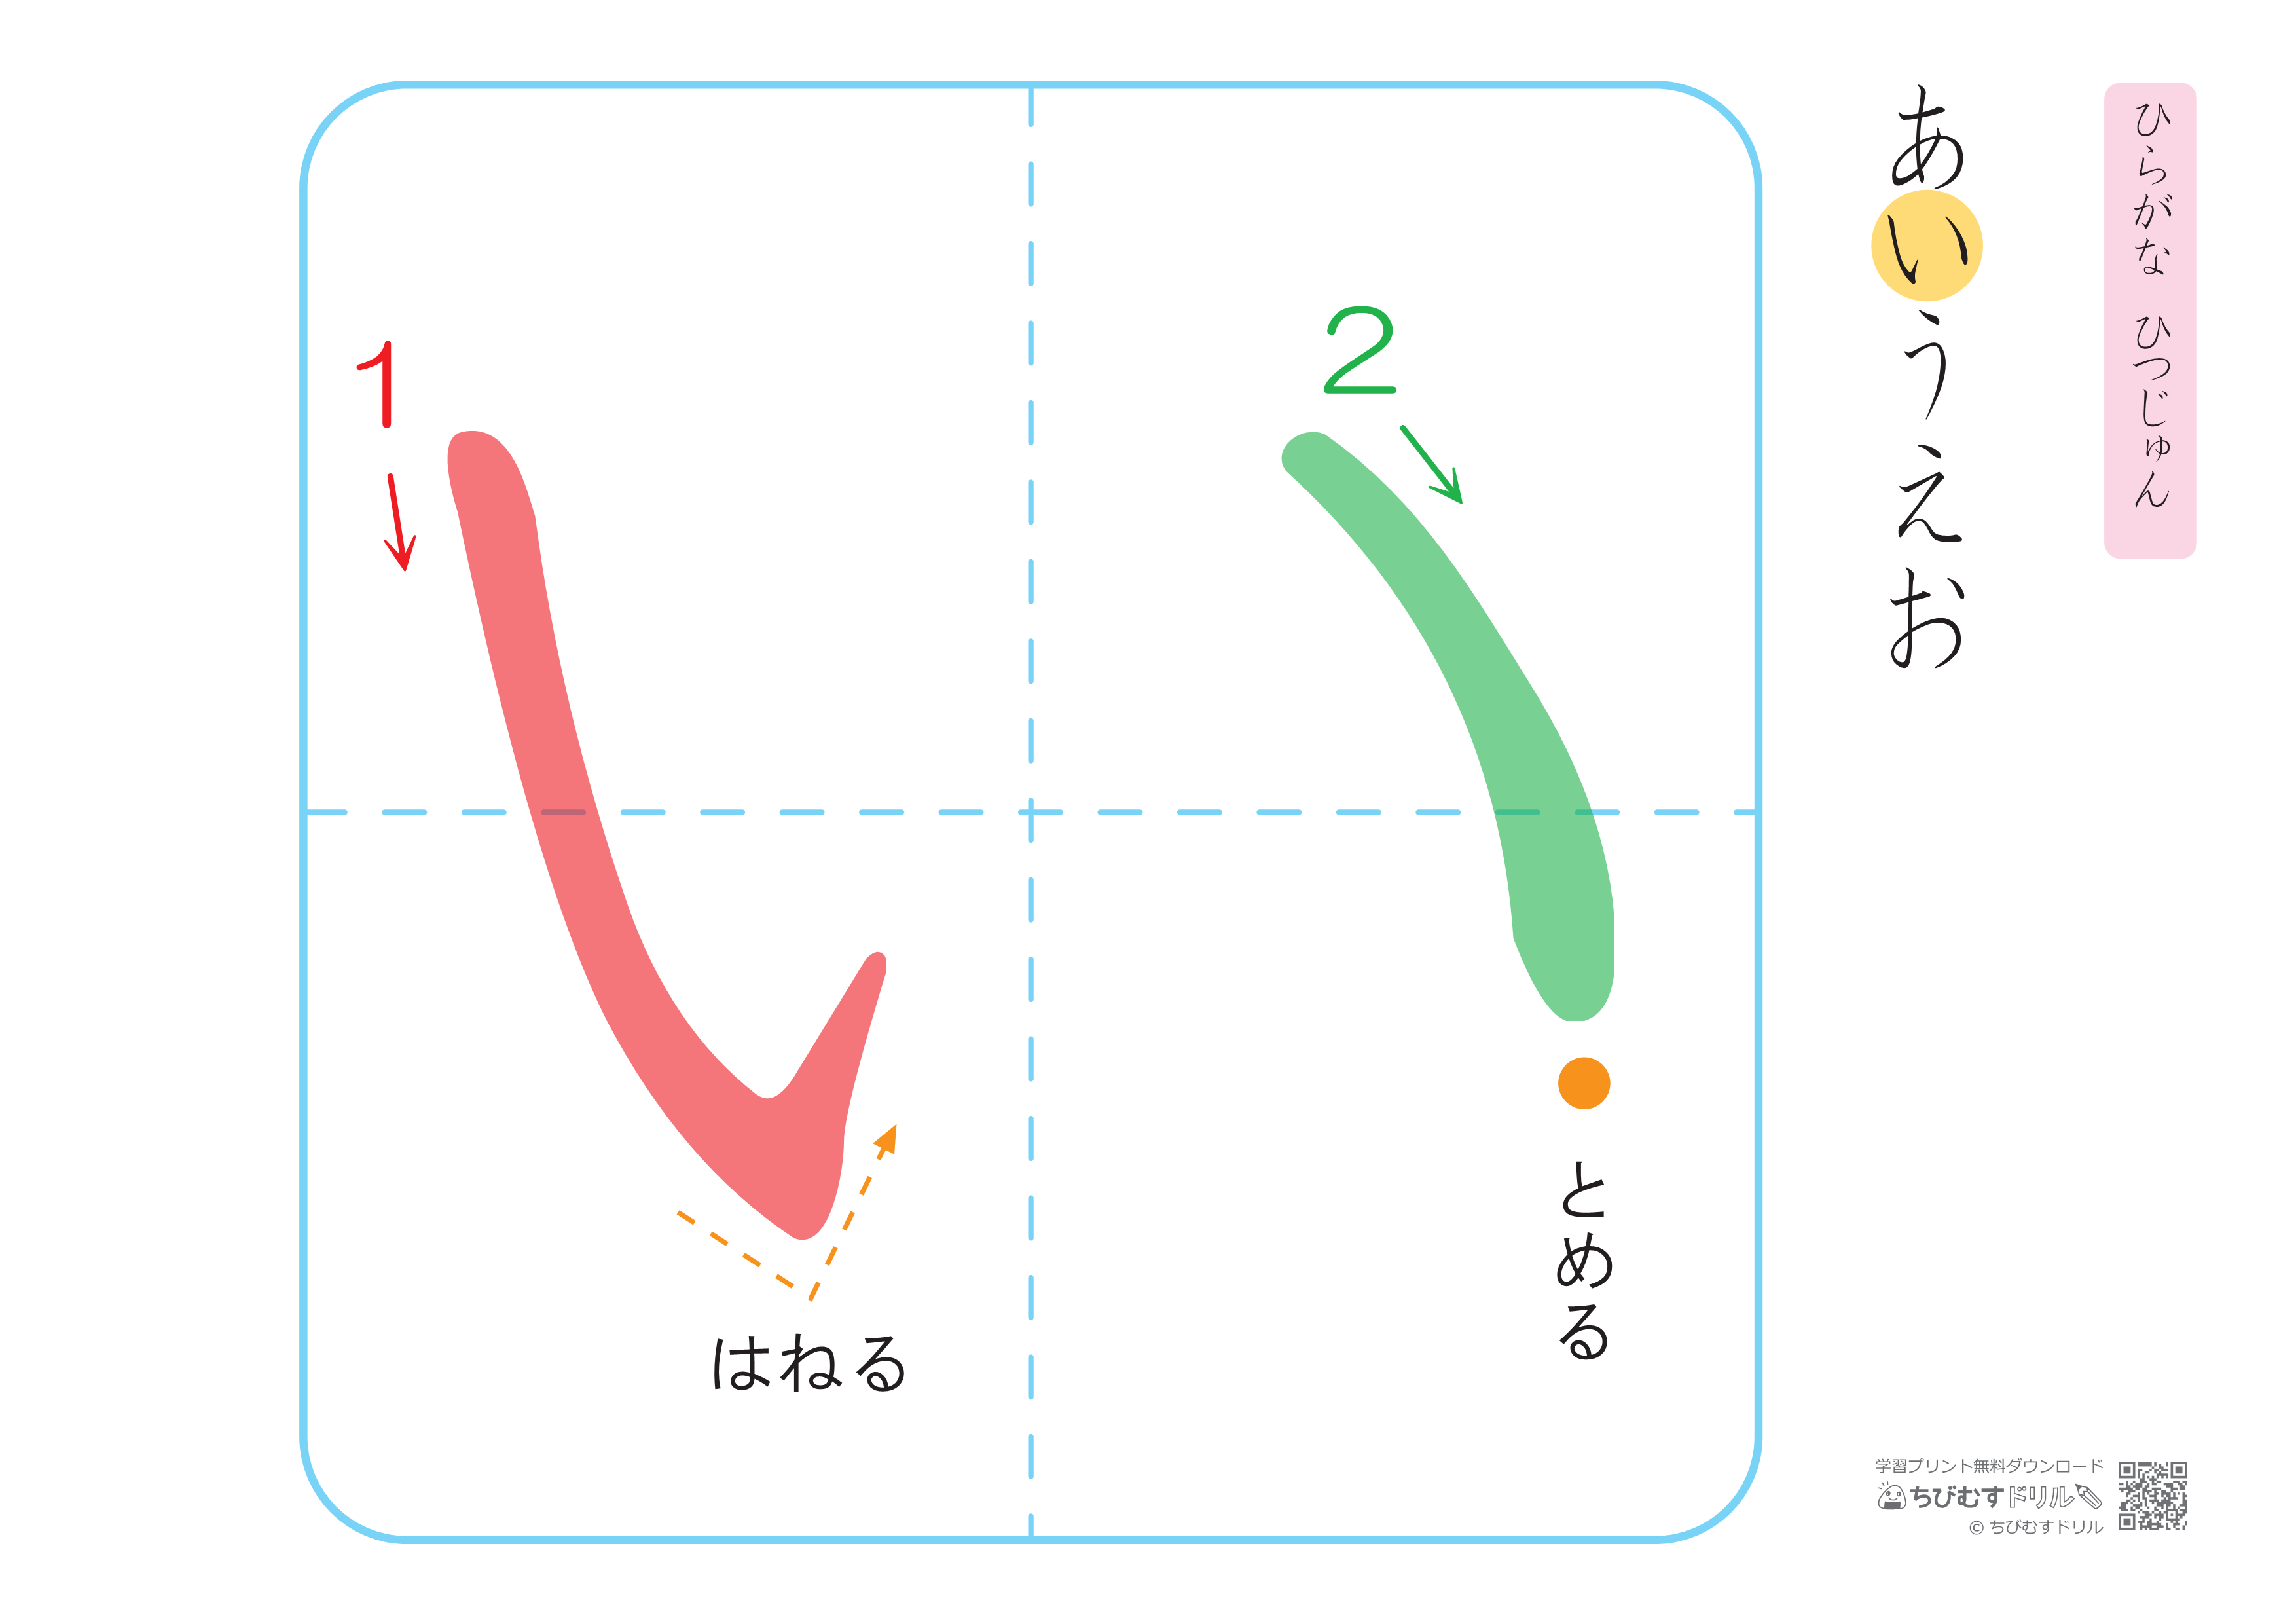 ひらがな ひつじゅん
あいうえお
2
1
い
とめる
はねる
学習プリント無料ダウンロード
ちびむすドリル
© ちびむすドリル